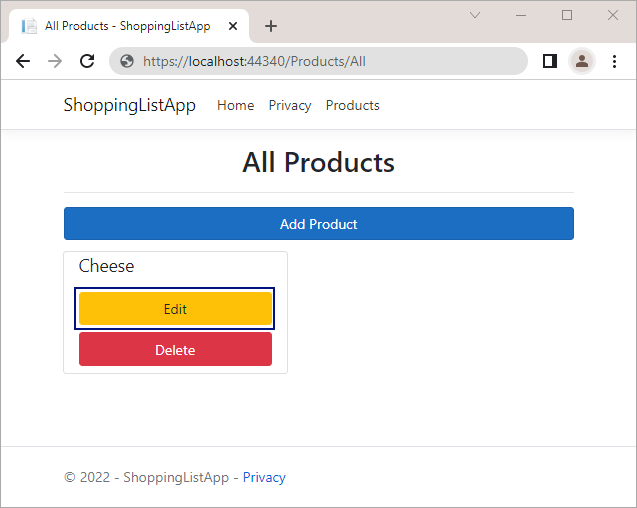 All Products - ShoppingListApp
https://localhost:44340/Products/All
ShoppingListApp Home Privacy Products
All Products
Add Product
Cheese
Edit
Delete
© 2022 - ShoppingListApp - Privacy